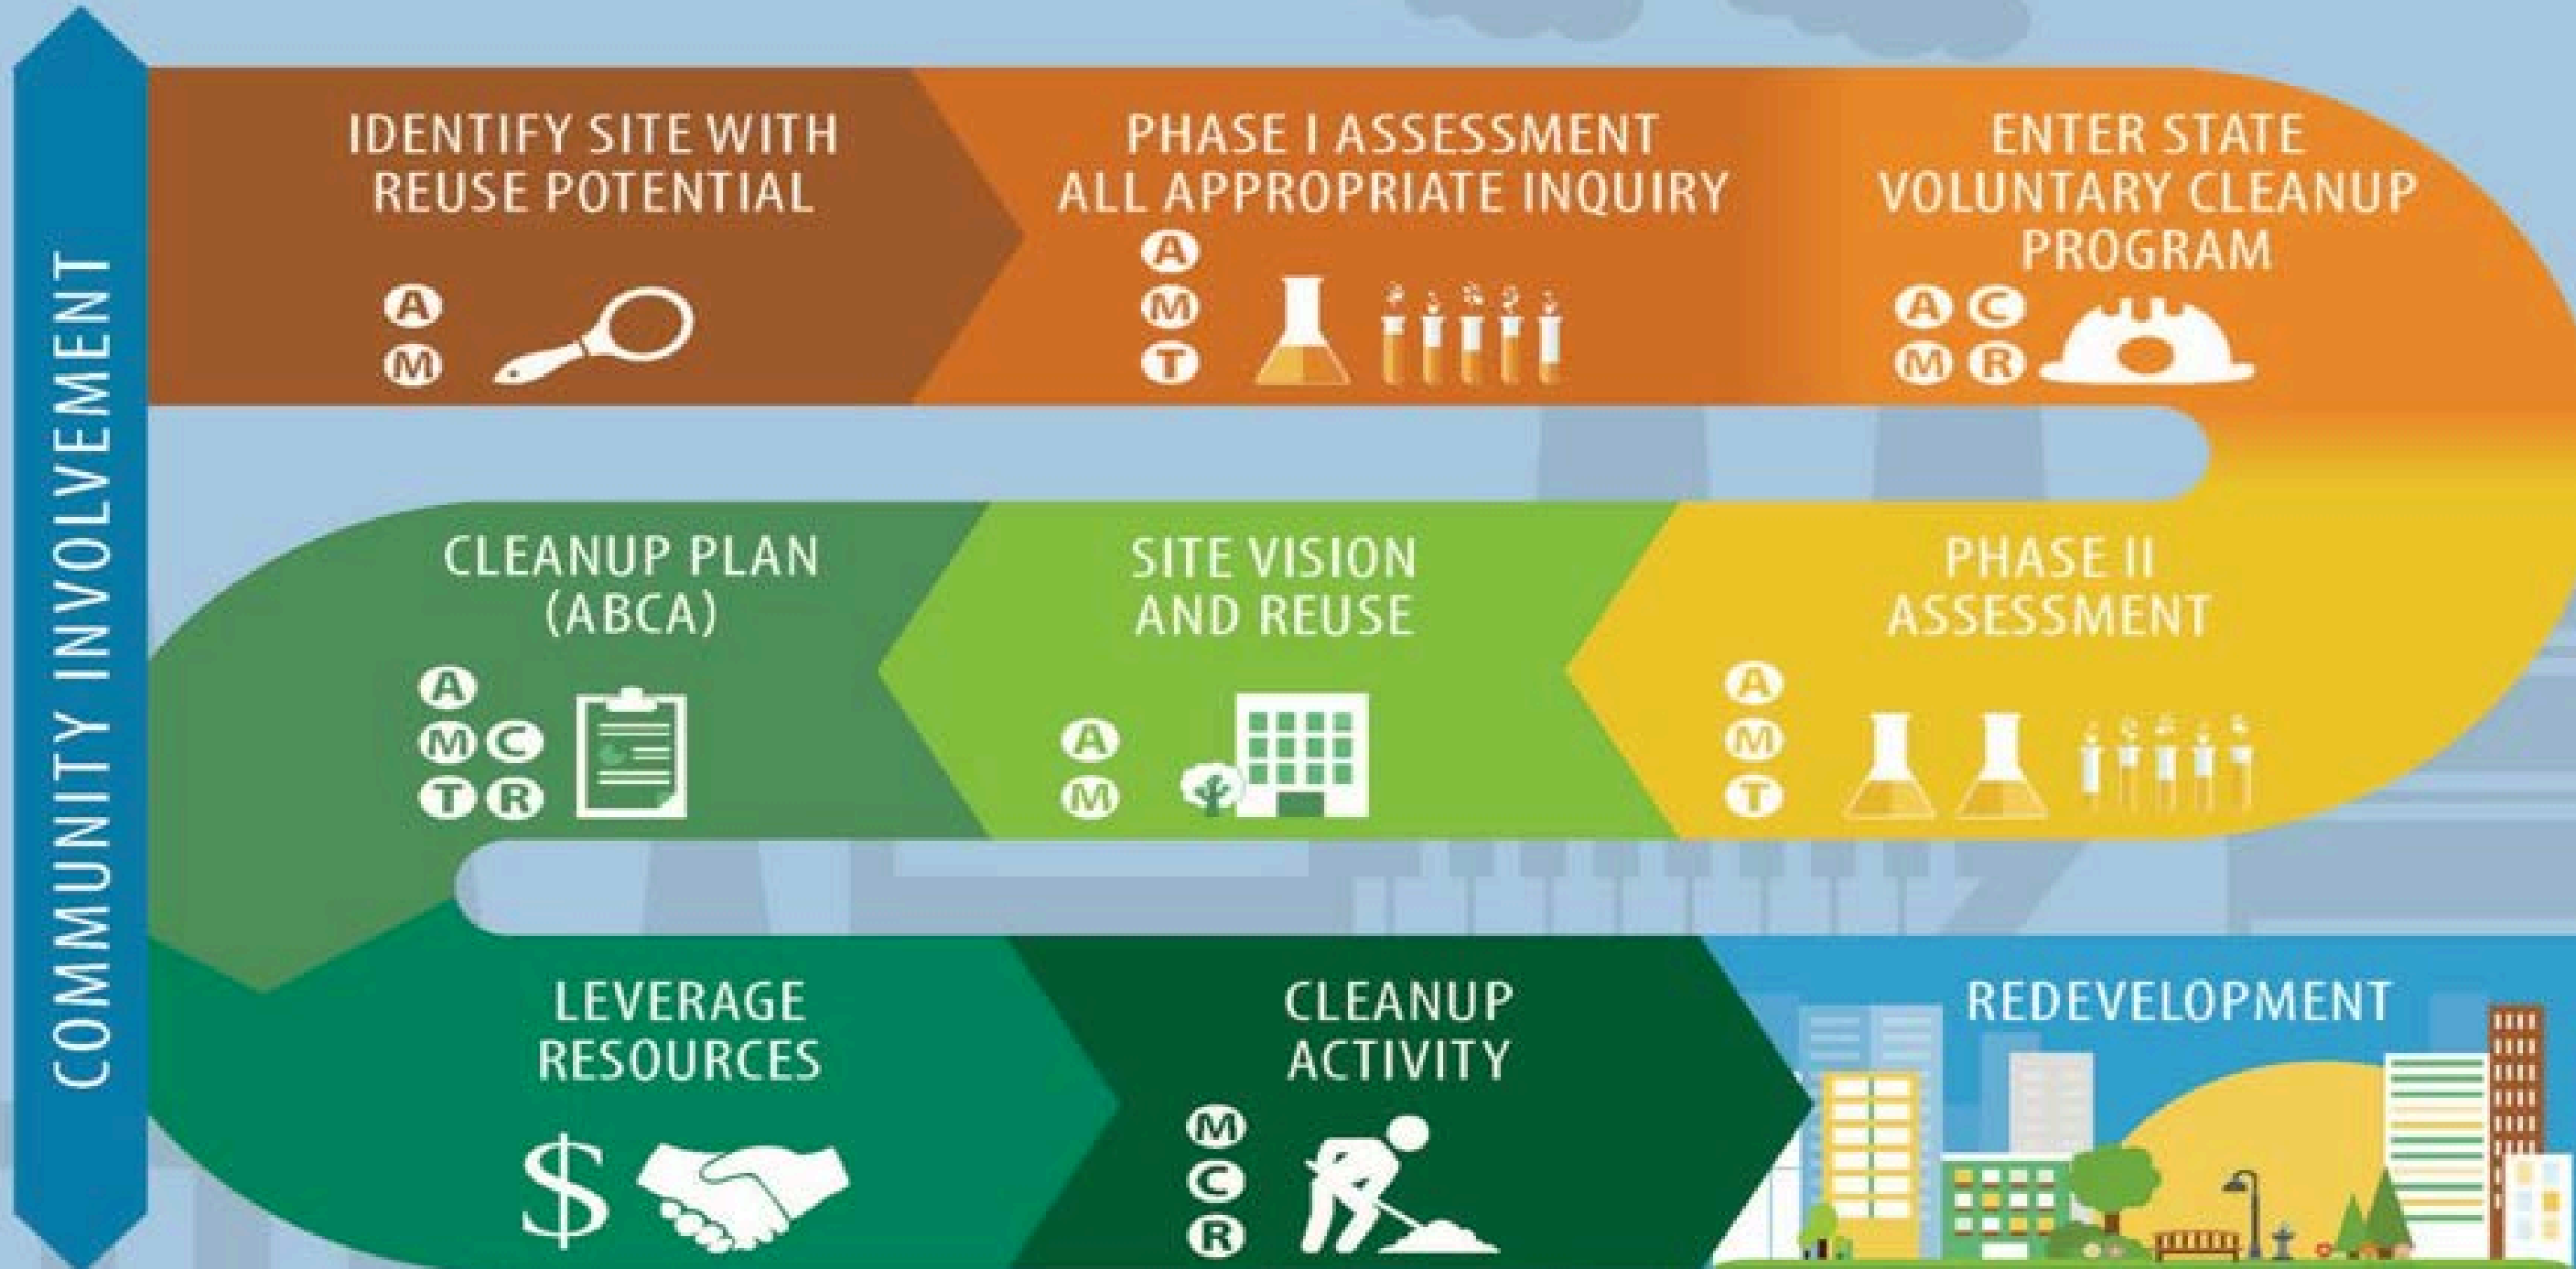 COMMUNITY INVOLVEMENT
IDENTIFY SITE WITH
REUSE POTENTIAL
A
M
PHASE I ASSESSMENT
ALL APPROPRIATE INQUIRY
A
M
T
ENTER STATE
VOLUNTARY CLEANUP
PROGRAM
A C
M R
PHASE II
ASSESSMENT
A
M
T
SITE VISION
AND REUSE
A
M
CLEANUP PLAN
(ABCA)
A
M C
T R
LEVERAGE
RESOURCES
$
CLEANUP
ACTIVITY
M
C
R
REDEVELOPMENT